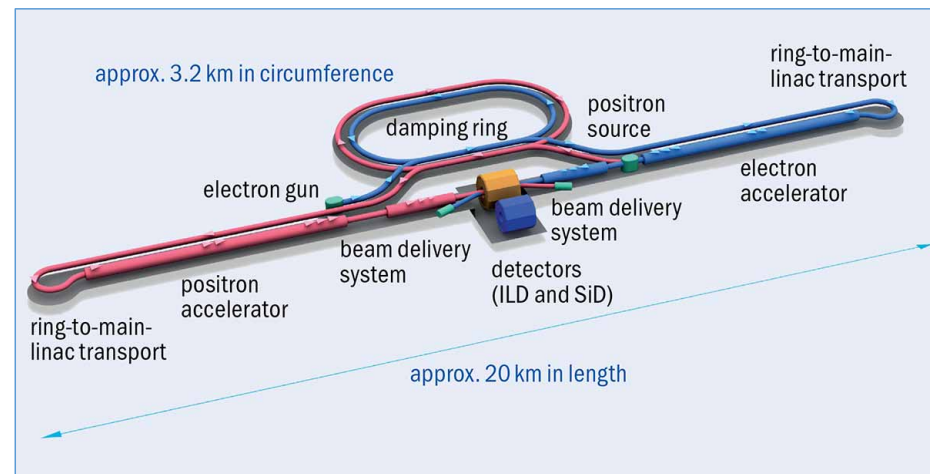 approx. 3.2 km in circumference
ring-to-main-
linac transport
damping ring
positron
source
electron gun
electron
accelerator
beam delivery
system
beam delivery
system
detectors
(ILD and SiD)
positron
accelerator
ring-to-main-
linac transport
approx. 20 km in length